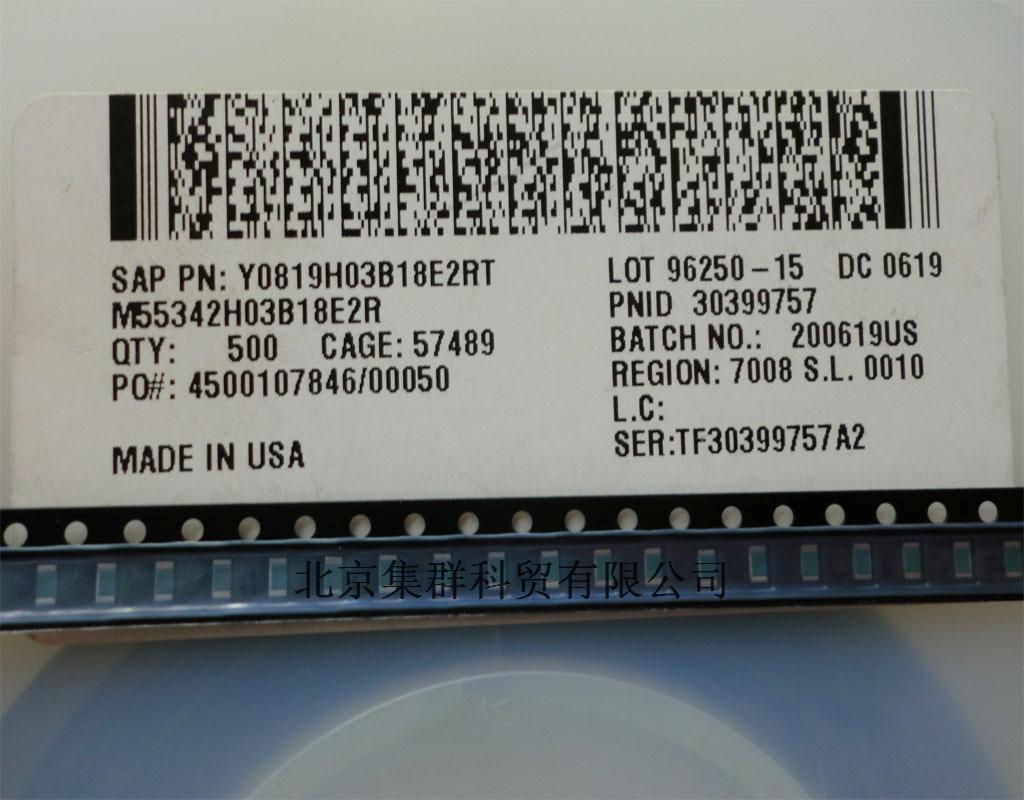 SAP PN: Y0819H03B18E2RT
M55342H03B18E2R
QTY: 500 CAGE: 57489
PO#: 4500107846/00050
MADE IN USA
LOT 96250-15 DC 0619
PNID 30399757
BATCH NO.: 200619US
REGION: 7008 S.L. 0010
L.C:
SER:TF30399757A2
北京集群科贸有限公司